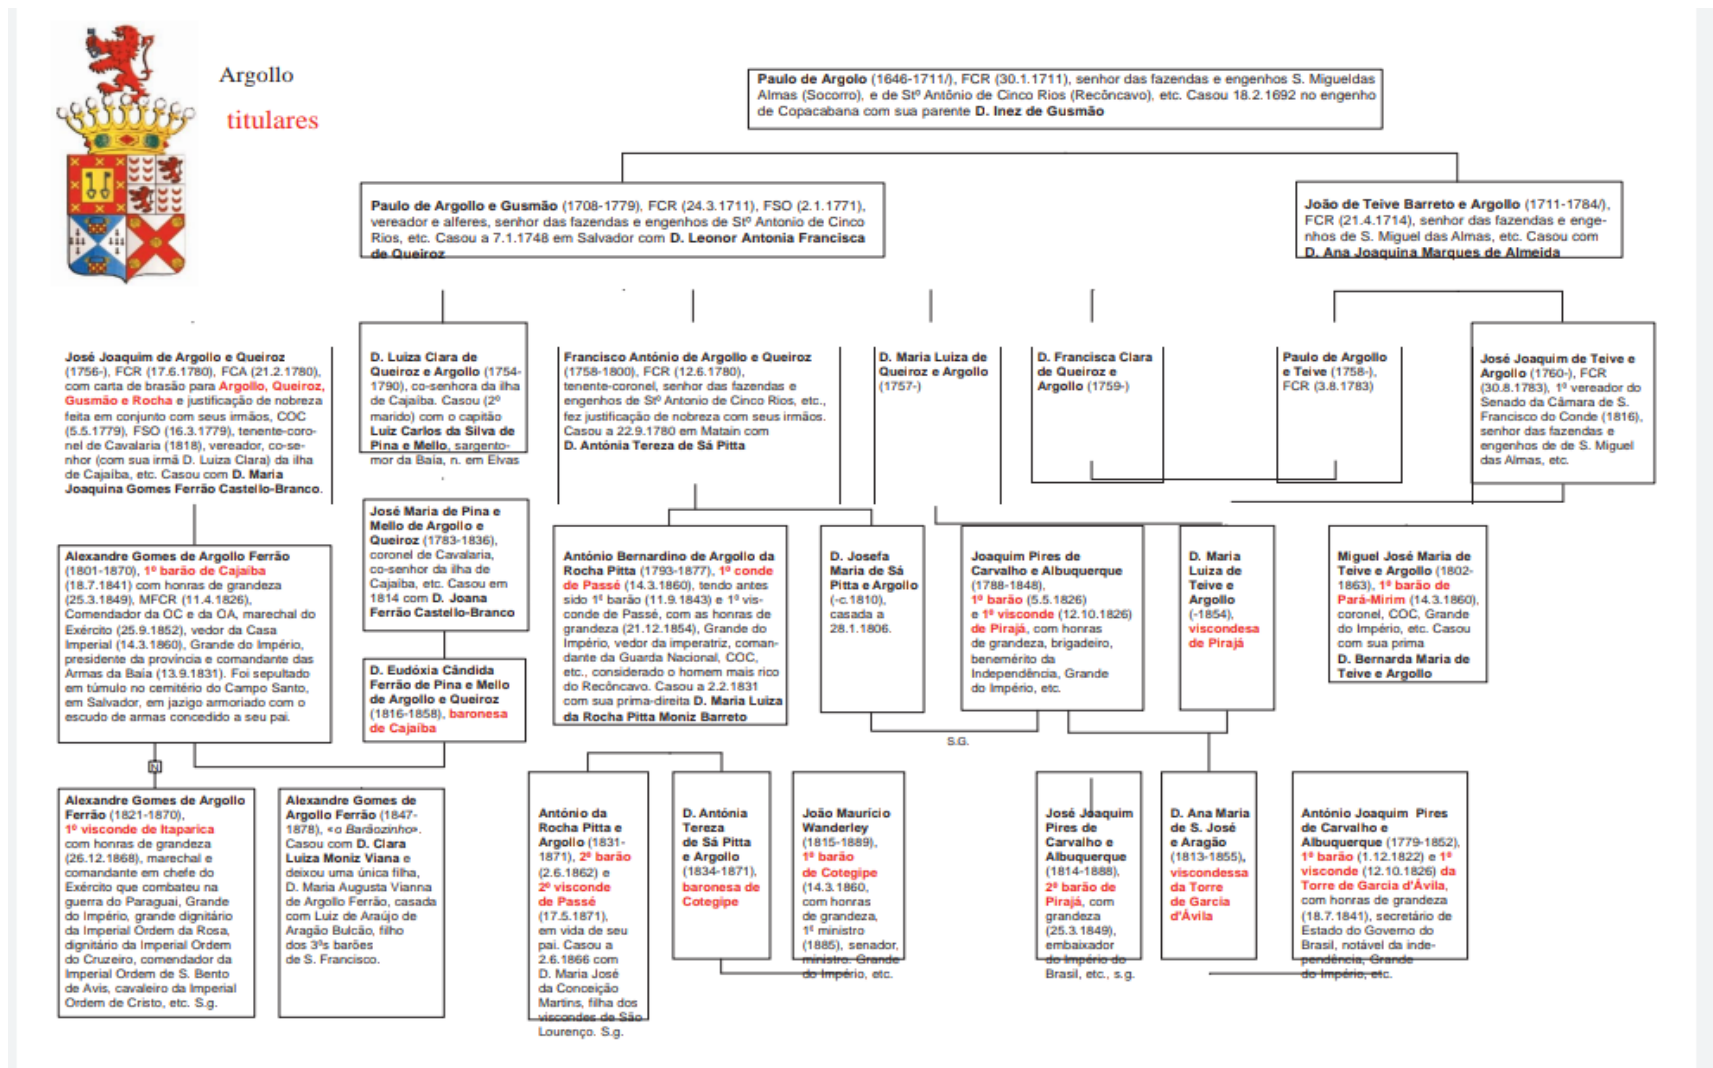 Argollo
titulares
Paulo de Argolo (1646-1711/), FCR (30.1.1711), senhor das fazendas e engenhos S. Migueldas
Almas (Socorro), e de Stº Antônio de Cinco Rios (Recôncavo), etc. Casou 18.2.1692 no engenho
de Copacabana com sua parente D. Inez de Gusmão
Paulo de Argollo e Gusmão (1708-1779), FCR (24.3.1711), FSO (2.1.1771),
vereador e alferes, senhor das fazendas e engenhos de Stº Antonio de Cinco
Rios, etc. Casou a 7.1.1748 em Salvador com D. Leonor Antonia Francisca
de Queiroz
João de Teive Barreto e Argollo (1711-1784/),
FCR (21.4.1714), senhor das fazendas e enge-
nhos de S. Miguel das Almas, etc. Casou com
D. Ana Joaquina Marques de Almeida
José Joaquim de Argollo e Queiroz
(1756-), FCR (17.6.1780), FCA (21.2.1780),
com carta de brasão para Argollo, Queiroz,
Gusmão e Rocha e justificação de nobreza
feita em conjunto com seus irmãos, COC
(5.5.1779), FSO (16.3.1779), tenente-coro-
nel de Cavalaria (1818), vereador, co-se-
nhor (com sua irmã D. Luiza Clara) da ilha
de Cajaíba, etc. Casou com D. Maria
Joaquina Gomes Ferrão Castello-Branco.
D. Luiza Clara de
Queiroz e Argollo (1754-
1790), co-senhora da ilha
de Cajaíba. Casou (2º
marido) com o capitão
Luiz Carlos da Silva de
Pina e Mello, sargento-
mor da Baía, n. em Elvas
Francisco António de Argollo e Queiroz
(1758-1800), FCR (12.6.1780),
tenente-coronel, senhor das fazendas e
engenhos de Stº Antonio de Cinco Rios, etc.,
fez justificação de nobreza com seus irmãos.
Casou a 22.9.1780 em Matain com
D. Antónia Tereza de Sá Pitta
D. Maria Luiza de
Queiroz e Argollo
(1757-)
D. Francisca Clara
de Queiroz e
Argollo (1759-)
Paulo de Argollo
e Teive (1758-),
FCR (3.8.1783)
José Joaquim de Teive e
Argollo (1760-), FCR
(30.8.1783), 1º vereador do
Senado da Câmara de S.
Francisco do Conde (1816),
senhor das fazendas e
engenhos de de S. Miguel
das Almas, etc.
Alexandre Gomes de Argollo Ferrão
(1801-1870), 1º barão de Cajaíba
(18.7.1841) com honras de grandeza
(25.3.1849), MFCR (11.4.1826),
Comendador da OC e da OA, marechal do
Exército (25.9.1852), vedor da Casa
Imperial (14.3.1860), Grande do Império,
presidente da província e comandante das
Armas da Baía (13.9.1831). Foi sepultado
em túmulo no cemitério do Campo Santo,
em Salvador, em jazigo armoriado com o
escudo de armas concedido a seu pai.
José Maria de Pina e
Mello de Argollo e
Queiroz (1783-1836),
coronel de Cavalaria,
co-senhor da ilha de
Cajaíba, etc. Casou em
1814 com D. Joana
Ferrão Castello-Branco
D. Eudóxia Cândida
Ferrão de Pina e Mello
de Argollo e Queiroz
(1816-1858), baronesa
de Cajaíba
António Bernardino de Argollo da
Rocha Pitta (1793-1877), 1º conde
de Passé (14.3.1860), tendo antes
sido 1º barão (11.9.1843) e 1º vis-
conde de Passé, com as honras de
grandeza (21.12.1854), Grande do
Império, vedor da imperatriz, coman-
dante da Guarda Nacional, COC,
etc., considerado o homem mais rico
do Recôncavo. Casou a 2.2.1831
com sua prima-direita D. Maria Luiza
da Rocha Pitta Moniz Barreto
D. Josefa
Maria de Sá
Pitta e Argollo
(-c.1810),
casada a
28.1.1806.
Joaquim Pires de
Carvalho e Albuquerque
(1788-1848),
1º barão (5.5.1826)
e 1º visconde (12.10.1826)
de Pirajá, com honras
de grandeza, brigadeiro,
benemérito da
Independência, Grande
do Império, etc.
D. Maria
Luiza de
Teive e
Argollo
(-1854),
viscondesa
de Pirajá
Miguel José Maria de
Teive e Argollo (1802-
1863), 1º barão de
Pará-Mirim (14.3.1860),
coronel, COC, Grande
do Império, etc. Casou
com sua prima
D. Bernarda Maria de
Teive e Argollo
S.G.
N
Alexandre Gomes de Argollo
Ferrão (1821-1870),
1º visconde de Itaparica
com honras de grandeza
(26.12.1868), marechal e
comandante em chefe do
Exército que combateu na
guerra do Paraguai, Grande
do Império, grande dignitário
da Imperial Ordem da Rosa,
dignitário da Imperial Ordem
do Cruzeiro, comendador da
Imperial Ordem de S. Bento
de Avis, cavaleiro da Imperial
Ordem de Cristo, etc. S.g.
Alexandre Gomes de
Argollo Ferrão (1847-
1878), «o Barãozinho».
Casou com D. Clara
Luiza Moniz Viana e
deixou uma única filha,
D. Maria Augusta Vianna
de Argollo Ferrão, casada
com Luiz de Araújo de
Aragão Bulcão, filho
dos 3ºs barões
de S. Francisco.
António da
Rocha Pitta e
Argollo (1831-
1871), 2º barão
(2.6.1862) e
2º visconde
de Passé
(17.5.1871),
em vida de seu
pai. Casou a
2.6.1866 com
D. Maria José
da Conceição
Martins, filha dos
viscondes de São
Lourenço. S.g.
D. Antónia
Tereza
de Sá Pitta
e Argollo
(1834-1871),
baronesa de
Cotegipe
João Maurício
Wanderley
(1815-1889),
1º barão
de Cotegipe
(14.3.1860,
com honras
de grandeza,
1º ministro
(1885), senador,
ministro. Grande
do Império, etc.
José Joaquim
Pires de
Carvalho e
Albuquerque
(1814-1888),
2º barão de
Pirajá, com
grandeza
(25.3.1849),
embaixador
do Império do
Brasil, etc., s.g.
D. Ana Maria
de S. José
e Aragão
(1813-1855),
viscondessa
da Torre
de Garcia
d'Ávila
António Joaquim Pires
de Carvalho e
Albuquerque (1779-1852),
1º barão (1.12.1822) e 1º
visconde (12.10.1826) da
Torre de Garcia d'Ávila,
com honras de grandeza
(18.7.1841), secretário de
Estado do Governo do
Brasil, notável da inde-
pendência, Grande
do Império, etc.